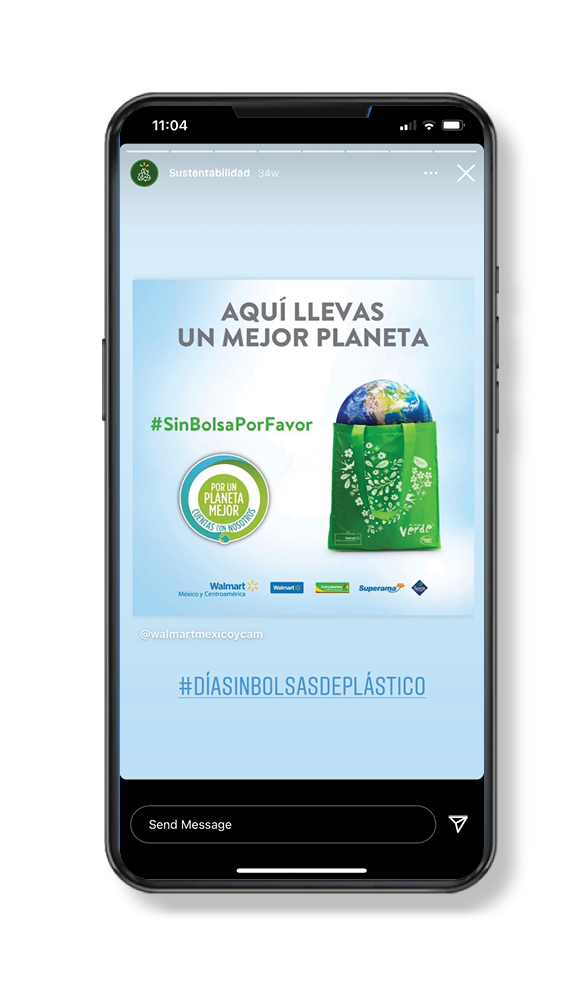 11:04
Sustentabilidad 34w
AQUÍ LLEVAS
UN MEJOR PLANETA
#SinBolsaPorFavor
POR UN
PLANETA
MEJOR
CUENTAS CON NOSOTROS
verde
Walmart
México y Centroamérica
Walmart
Superama
@walmartmexicoycam
#DÍASINBOLSASDEPLÁSTICO
Send Message